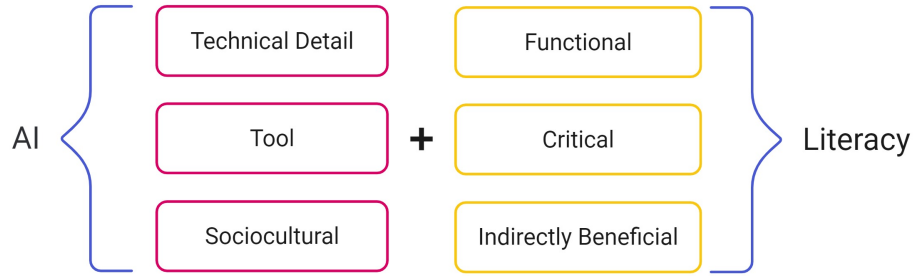 Technical Detail
Functional
AI
Tool
+
Critical
Literacy
Sociocultural
Indirectly Beneficial